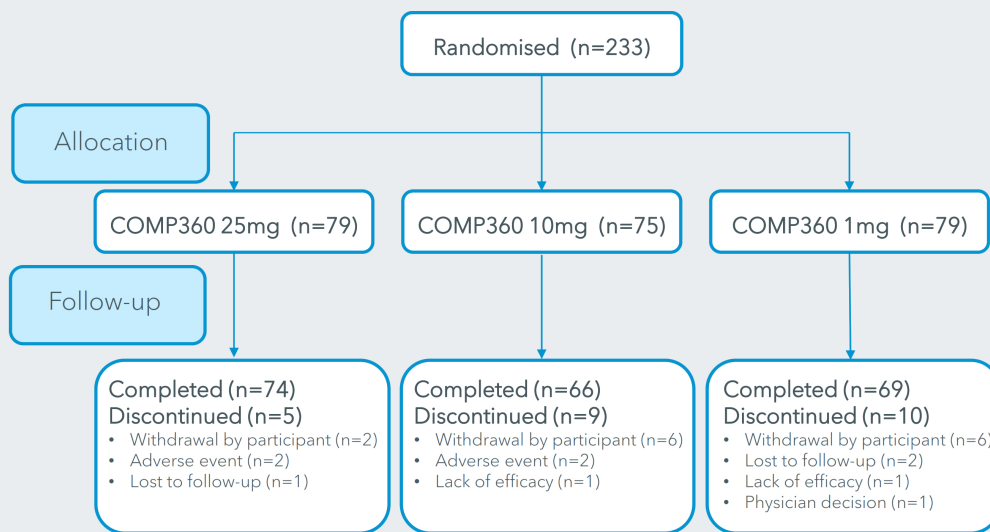 Randomised (n=233)
Allocation
COMP360 25mg (n=79)
COMP360 10mg (n=75)
COMP360 1mg (n=79)
Follow-up
Completed (n=74)
Discontinued (n=5)
• Withdrawal by participant (n=2)
• Adverse event (n=2)
• Lost to follow-up (n=1)
Completed (n=66)
Discontinued (n=9)
• Withdrawal by participant (n=6)
• Adverse event (n=2)
• Lack of efficacy (n=1)
Completed (n=69)
Discontinued (n=10)
• Withdrawal by participant (n=6)
• Lost to follow-up (n=2)
• Lack of efficacy (n=1)
• Physician decision (n=1)